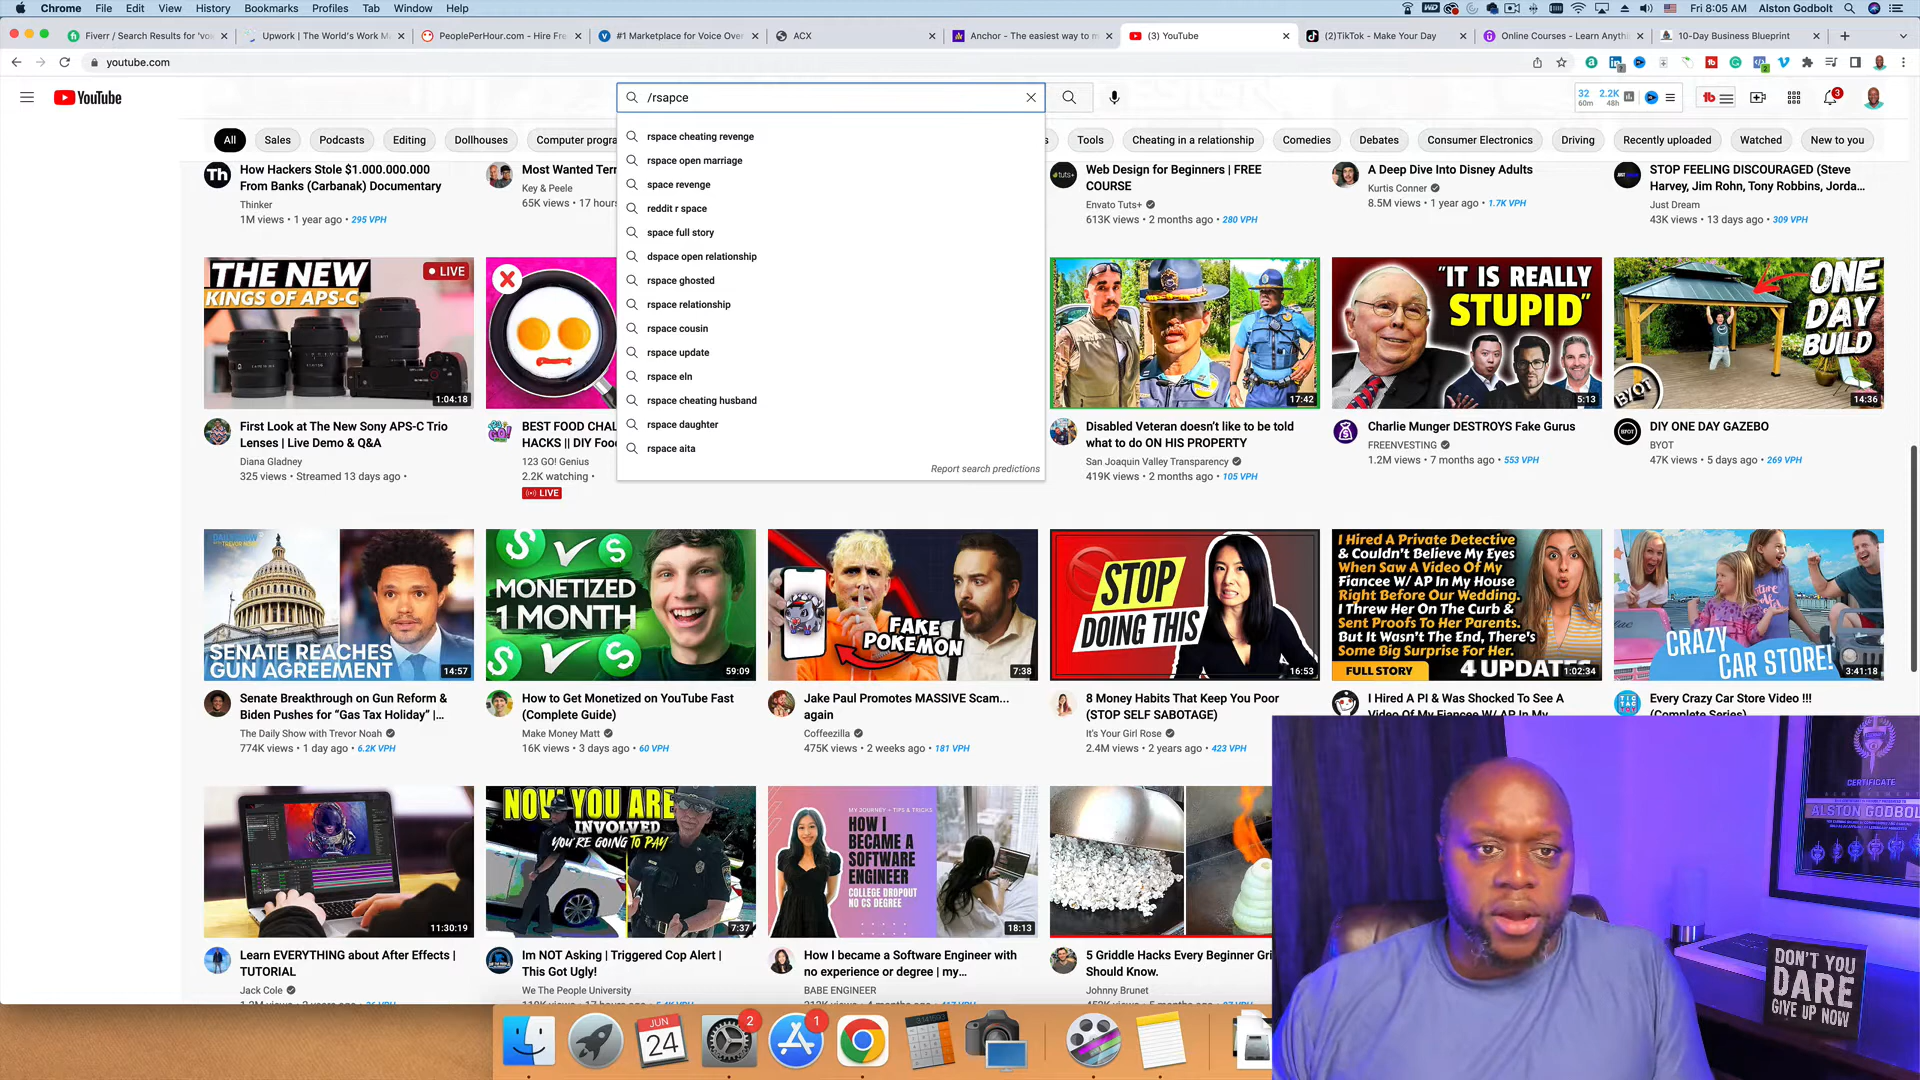 Chrome File Edit View History Bookmarks Profiles Tab Window Help
Fri 8:05 AM Alston Godbolt
Fiverr / Search Results for 'voi
Upwork | The World's Work M
PeoplePerHour.com - Hire Fre
#1 Marketplace for Voice Over
ACX
Anchor - The easiest way to m
(3) YouTube
(2)TikTok - Make Your Day
Online Courses - Learn Anythi
10-Day Business Blueprint
youtube.com
YouTube
/rsapce
32 60m
2.2K 48h
3
All
Sales
Podcasts
Editing
Dollhouses
Computer progra
Tools
Cheating in a relationship
Comedies
Debates
Consumer Electronics
Driving
Recently uploaded
Watched
New to you
rspace cheating revenge
rspace open marriage
space revenge
reddit r space
space full story
dspace open relationship
rspace ghosted
rspace relationship
rspace cousin
rspace update
rspace eln
rspace cheating husband
rspace daughter
rspace aita
Report search predictions
How Hackers Stole $1.000.000.000
From Banks (Carbanak) Documentary
Thinker
1M views • 1 year ago • 295 VPH
Most Wanted Terr
Key & Peele
65K views • 17 hours
Web Design for Beginners | FREE
COURSE
Envato Tuts+
613K views • 2 months ago • 280 VPH
A Deep Dive Into Disney Adults
Kurtis Conner
8.5M views • 1 year ago • 1.7K VPH
STOP FEELING DISCOURAGED (Steve
Harvey, Jim Rohn, Tony Robbins, Jorda...
Just Dream
43K views • 13 days ago • 309 VPH
THE NEW
KINGS OF APS-C
LIVE
1:04:18
First Look at The New Sony APS-C Trio
Lenses | Live Demo & Q&A
Diana Gladney
325 views • Streamed 13 days ago •
BEST FOOD CHAL
HACKS || DIY Food
123 GO! Genius
2.2K watching •
LIVE
17:42
Disabled Veteran doesn't like to be told
what to do ON HIS PROPERTY
San Joaquin Valley Transparency
419K views • 2 months ago • 105 VPH
"IT IS REALLY
STUPID"
5:13
Charlie Munger DESTROYS Fake Gurus
FREENVESTING
1.2M views • 7 months ago • 553 VPH
ONE
DAY
BUILD
BYOT
14:36
DIY ONE DAY GAZEBO
BYOT
47K views • 5 days ago • 269 VPH
SENATE REACHES
GUN AGREEMENT
14:57
Senate Breakthrough on Gun Reform &
Biden Pushes for "Gas Tax Holiday" |...
The Daily Show with Trevor Noah
774K views • 1 day ago • 6.2K VPH
MONETIZED
1 MONTH
59:09
How to Get Monetized on YouTube Fast
(Complete Guide)
Make Money Matt
16K views • 3 days ago • 60 VPH
FAKE
POKEMON
7:38
Jake Paul Promotes MASSIVE Scam...
again
Coffeezilla
475K views • 2 weeks ago • 181 VPH
STOP
DOING THIS
16:53
8 Money Habits That Keep You Poor
(STOP SELF SABOTAGE)
It's Your Girl Rose
2.4M views • 2 years ago • 423 VPH
I Hired A Private Detective
& Couldn't Believe My Eyes
When Saw A Video Of My
Fiancee W/ AP In My House
Right Before Our Wedding.
I Threw Her On The Curb &
Sent Proofs To Her Parents.
But It Wasn't The End, There's
Some Big Surprise For Her.
FULL STORY
4 UPDATES
1:02:34
I Hired A PI & Was Shocked To See A
Video Of My Fiancee W/ AP In My
CRAZY
CAR STORE!
3:41:18
Every Crazy Car Store Video !!!
(Complete Series)
11:30:19
Learn EVERYTHING about After Effects |
TUTORIAL
Jack Cole
NOW YOU ARE
INVOLVED
YOU'RE GOING TO PAY
7:37
Im NOT Asking | Triggered Cop Alert |
This Got Ugly!
We The People University
MY JOURNEY + TIPS & TRICKS
HOW I
BECAME A
SOFTWARE
ENGINEER
COLLEGE DROPOUT
NO CS DEGREE
18:13
How I became a Software Engineer with
no experience or degree | my...
BABE ENGINEER
5 Griddle Hacks Every Beginner Gri
Should Know.
Johnny Brunet
CERTIFICATE
ALSTON GODBOL
DON'T YOU
DARE
GIVE UP NOW
JUN
24
2
1